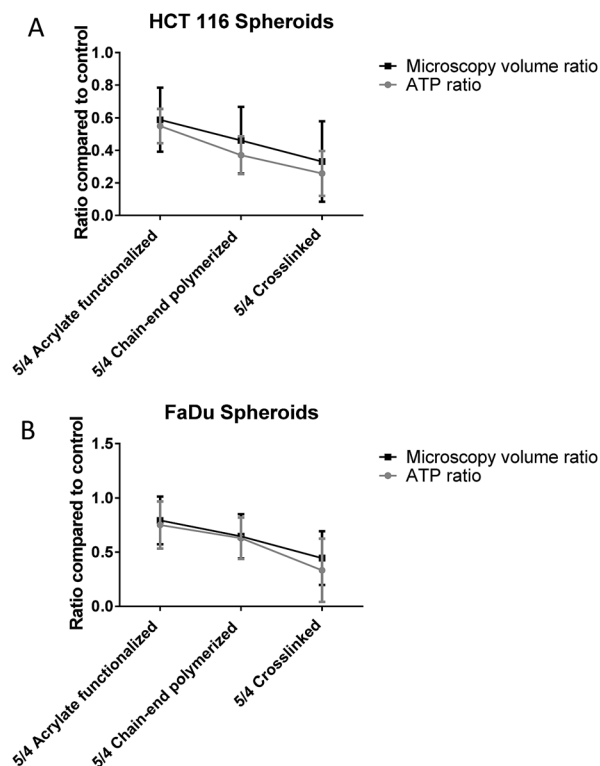 A
HCT 116 Spheroids
Ratio compared to control
1.0
0.8
0.6
0.4
0.2
0.0
5/4 Acrylate functionalized
5/4 Chain-end polymerized
5/4 Crosslinked
Microscopy volume ratio
ATP ratio
B
FaDu Spheroids
Ratio compared to control
1.5
1.0
0.5
0.0
5/4 Acrylate functionalized
5/4 Chain-end polymerized
5/4 Crosslinked
Microscopy volume ratio
ATP ratio